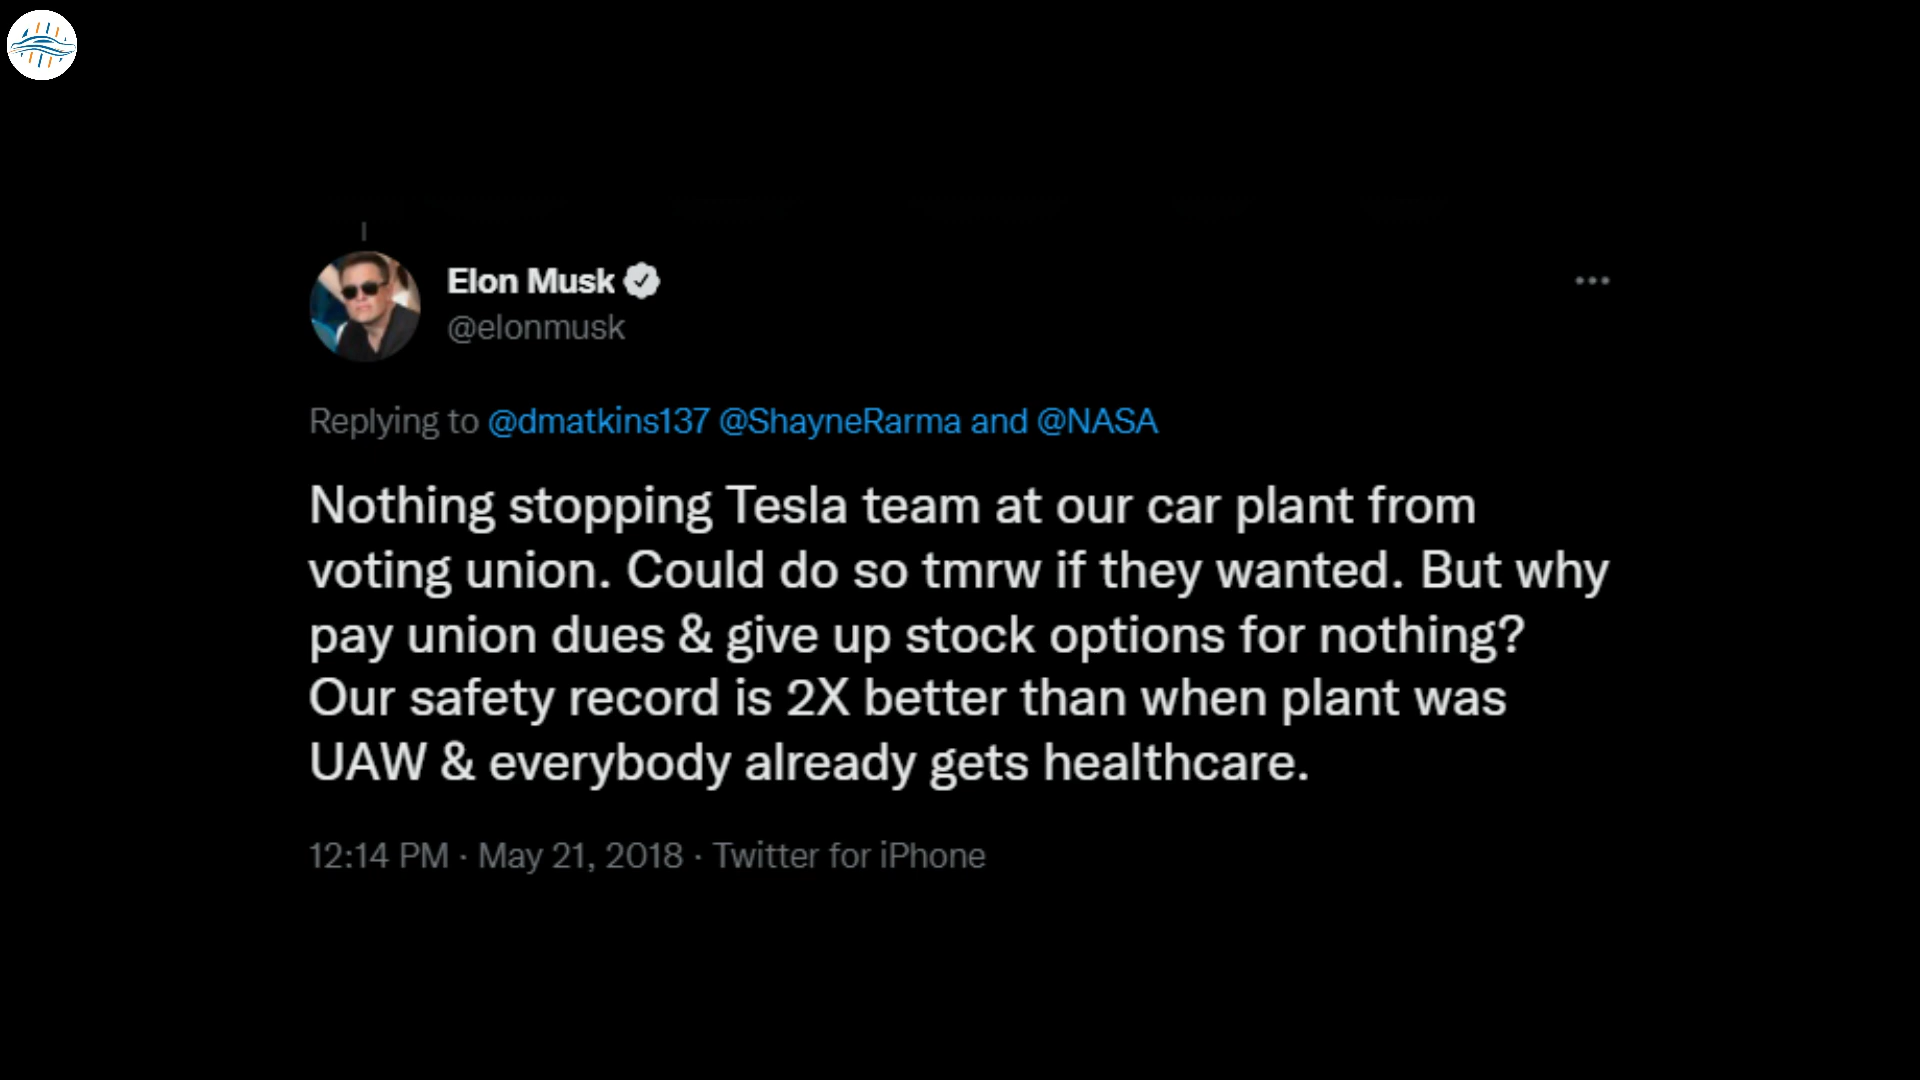 Elon Musk
@elonmusk
Replying to @dmatkins137 @ShayneRarma and @NASA
Nothing stopping Tesla team at our car plant from
voting union. Could do so tmrw if they wanted. But why
pay union dues & give up stock options for nothing?
Our safety record is 2X better than when plant was
UAW & everybody already gets healthcare.
12:14 PM · May 21, 2018 · Twitter for iPhone